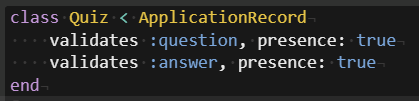 class Quiz < ApplicationRecord
    validates :question, presence: true
    validates :answer, presence: true
end